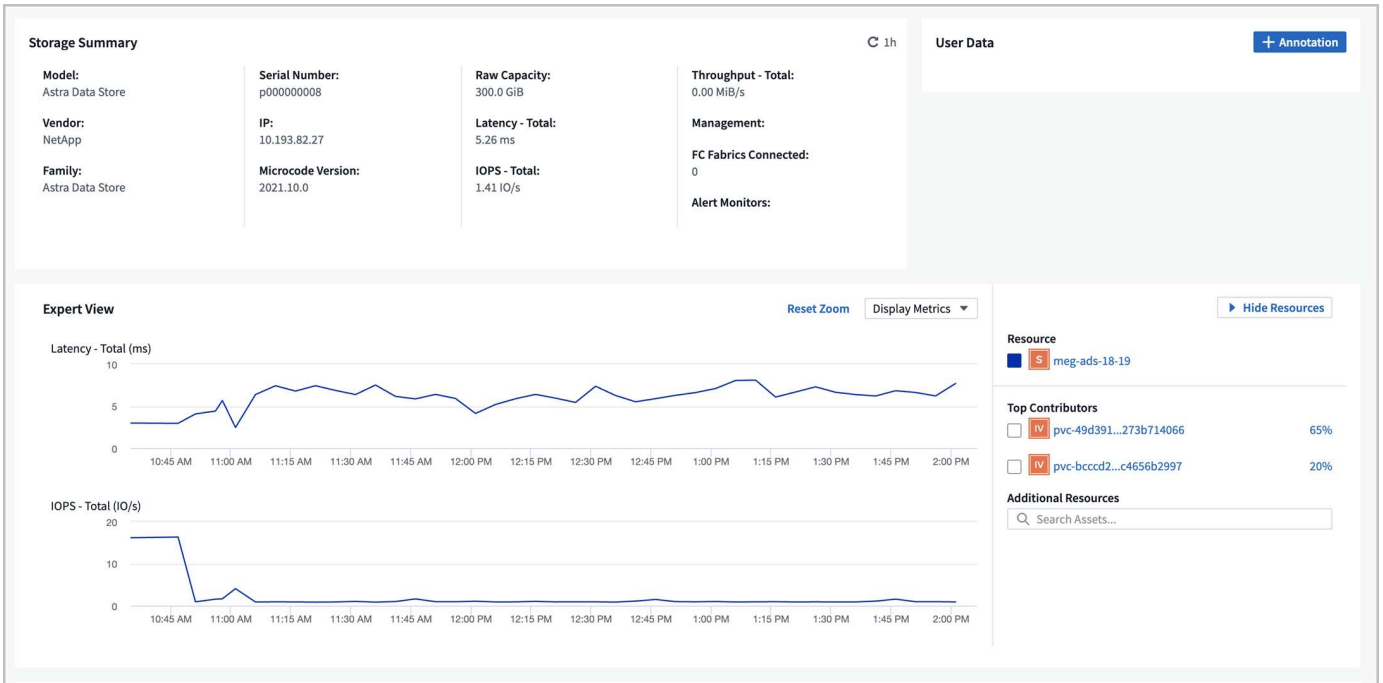 Storage Summary
1h
Model:
Astra Data Store
Vendor:
NetApp
Family:
Astra Data Store
Serial Number:
p000000008
IP:
10.193.82.27
Microcode Version:
2021.10.0
Raw Capacity:
300.0 GiB
Latency - Total:
5.26 ms
IOPS - Total:
1.41 IO/s
Throughput - Total:
0.00 MiB/s
Management:
FC Fabrics Connected:
0
Alert Monitors:
User Data
+ Annotation
Expert View
Reset Zoom
Display Metrics
Latency - Total (ms)
10
5
0
10:45 AM 11:00 AM 11:15 AM 11:30 AM 11:45 AM 12:00 PM 12:15 PM 12:30 PM 12:45 PM 1:00 PM 1:15 PM 1:30 PM 1:45 PM 2:00 PM
IOPS - Total (IO/s)
20
10
0
10:45 AM 11:00 AM 11:15 AM 11:30 AM 11:45 AM 12:00 PM 12:15 PM 12:30 PM 12:45 PM 1:00 PM 1:15 PM 1:30 PM 1:45 PM 2:00 PM
Hide Resources
Resource
S meg-ads-18-19
Top Contributors
IV pvc-49d391...273b714066 65%
IV pvc-bcccd2...c4656b2997 20%
Additional Resources
Search Assets...